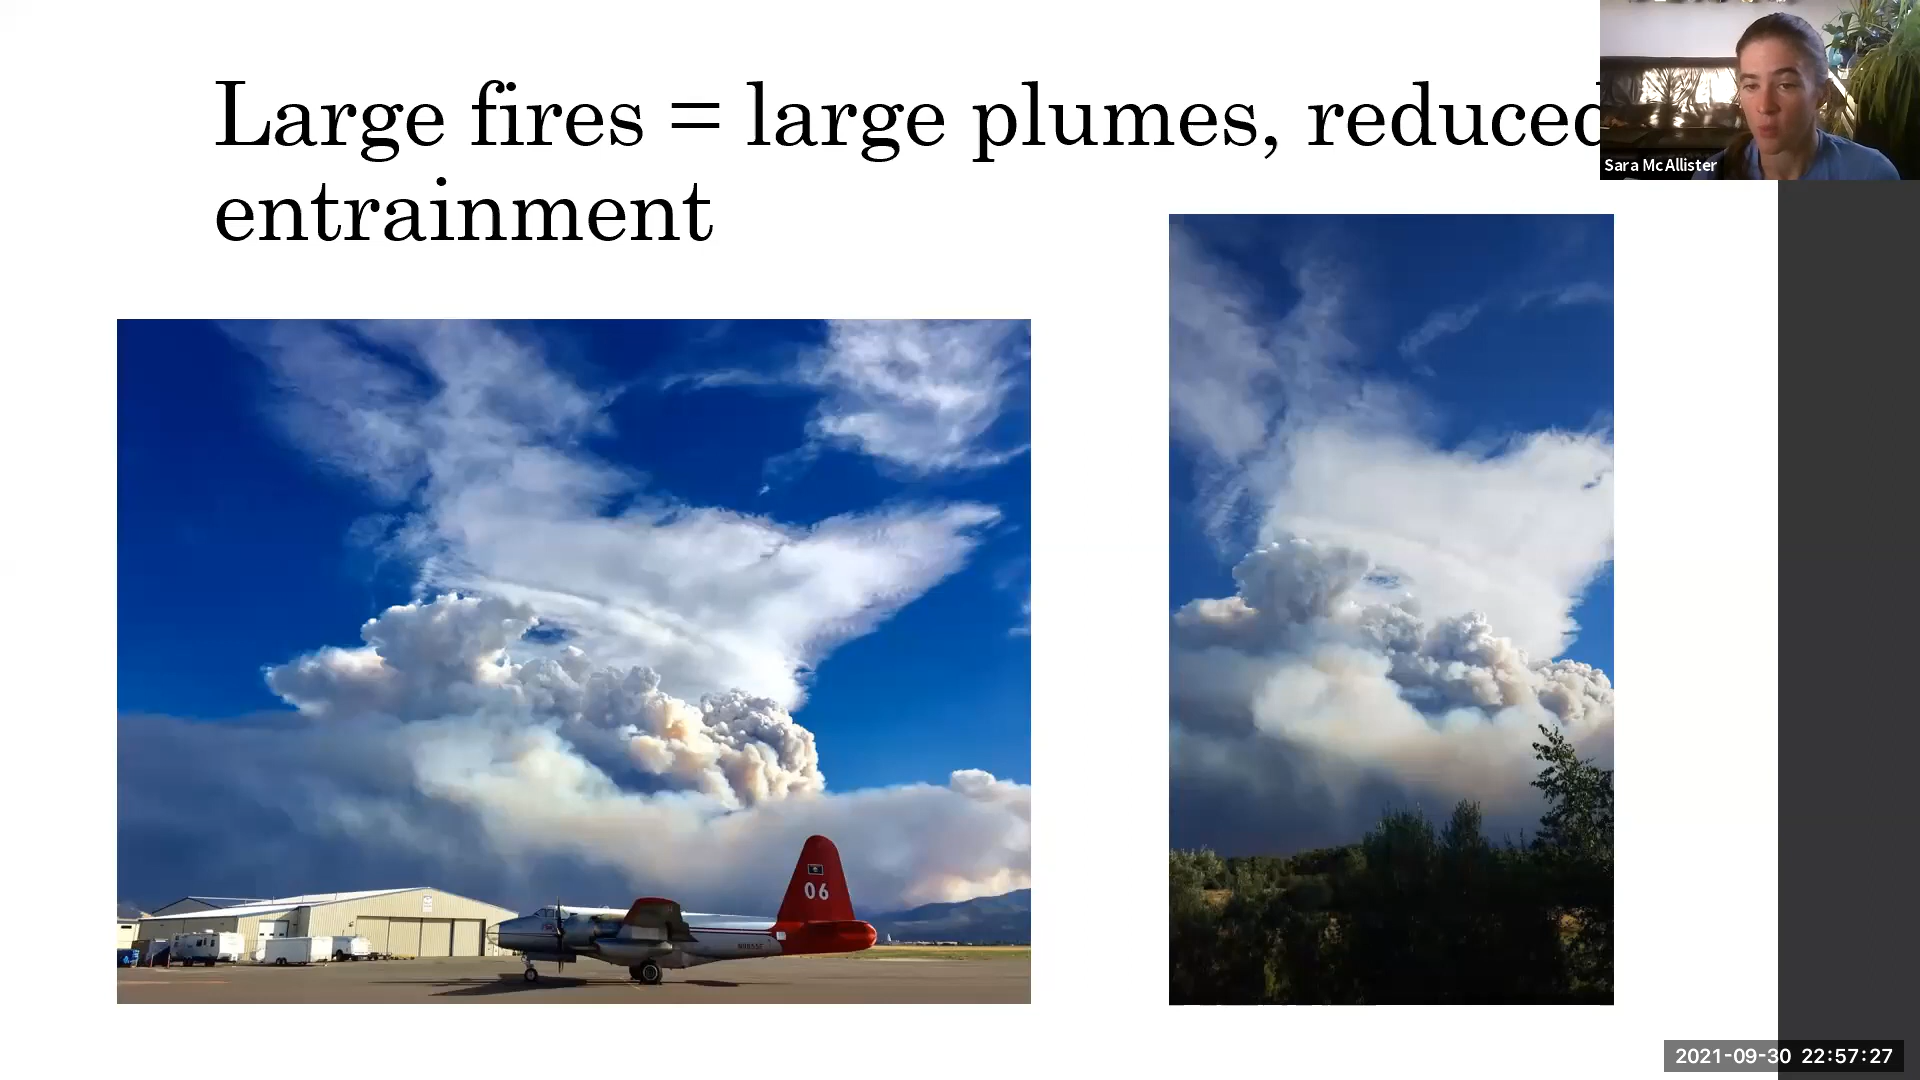 Large fires = large plumes, reduced
entrainment
Sara McAllister
06
2021-09-30 22:57:27